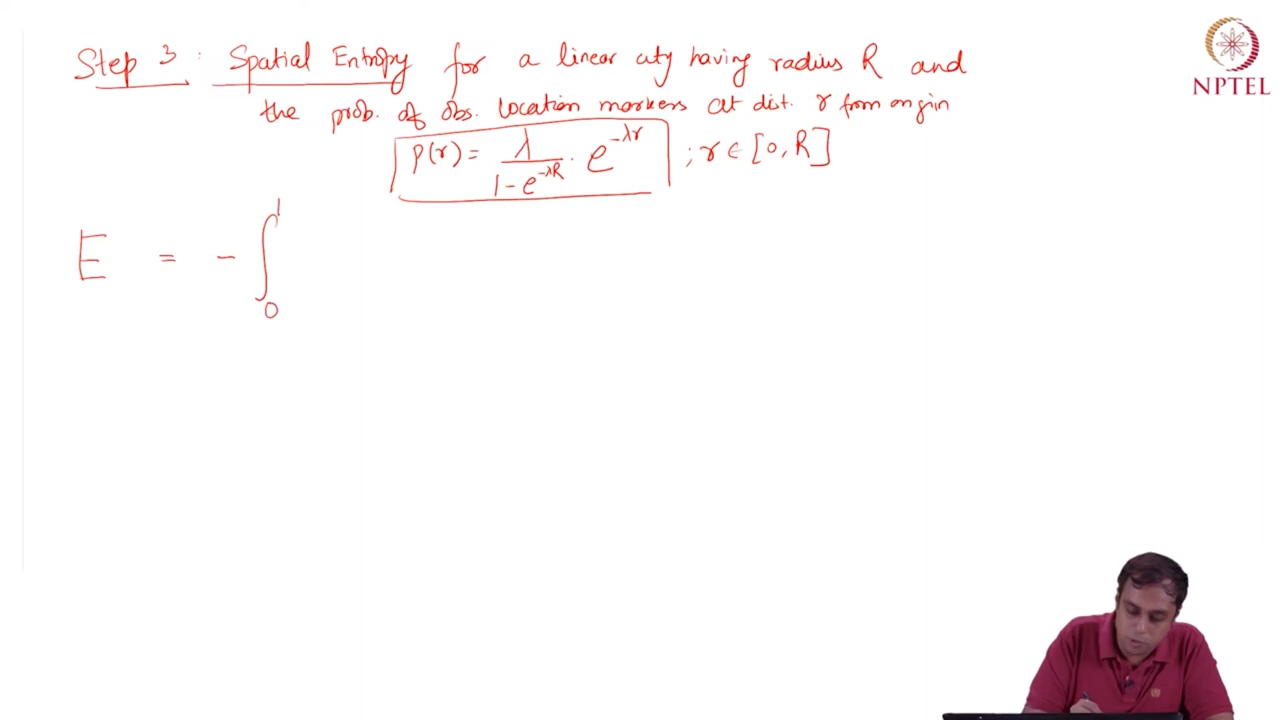 Step 3 : Spatial Entropy for a linear city having radius R and
the prob. of obs. location markers at dist. r from origin
p(r) = λ / (1 - e^{-λR}) · e^{-λr} ; r ∈ [0, R]
E = - ∫_0^1
NPTEL